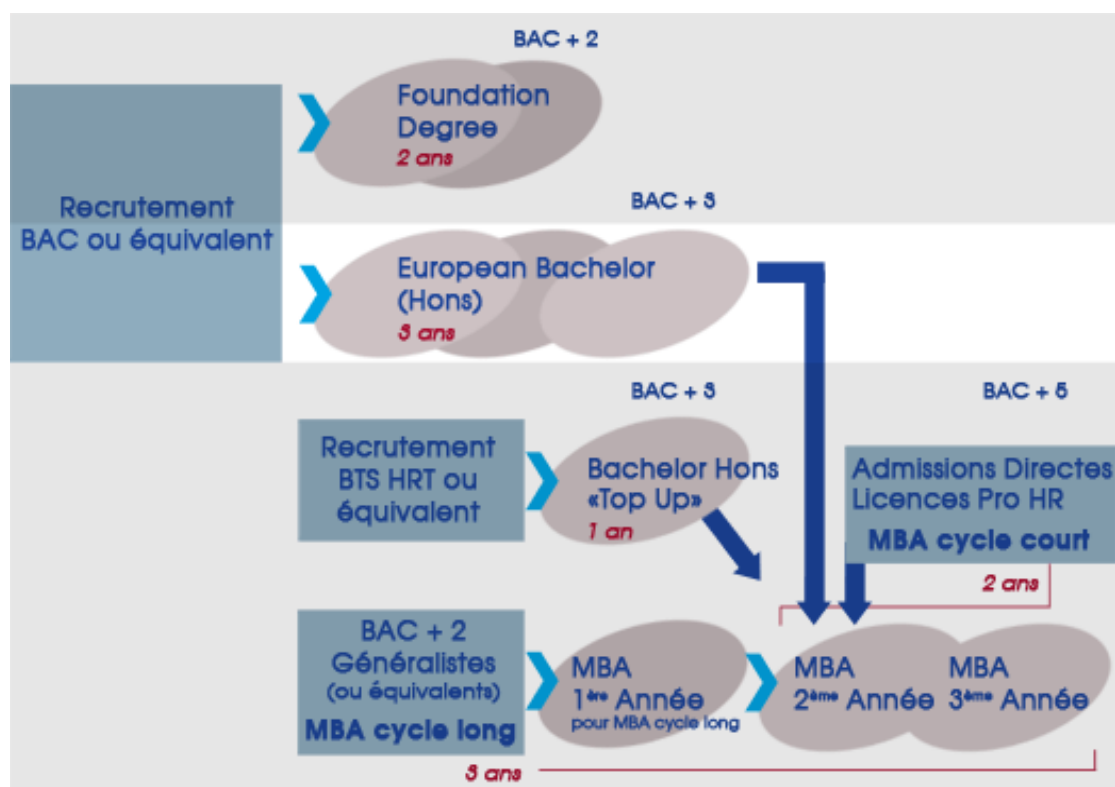 BAC + 2
Foundation
Degree
2 ans
Recrutement
BAC ou équivalent
BAC + 3
European Bachelor
(Hons)
3 ans
BAC + 3
BAC + 5
Recrutement
BTS HRT ou
équivalent
Bachelor Hons
«Top Up»
1 an
Admissions Directes
Licences Pro HR
MBA cycle court
2 ans
BAC + 2
Généralistes
(ou équivalents)
MBA cycle long
MBA
1ère Année
pour MBA cycle long
MBA
2ème Année
MBA
3ème Année
3 ans